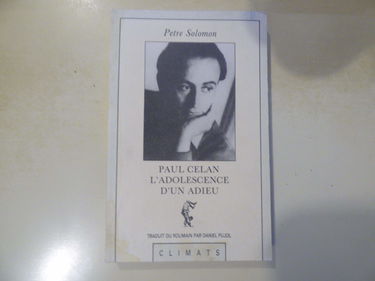 Petre Solomon
PAUL CELAN
L'ADOLESCENCE
D'UN ADIEU
TRADUIT DU ROUMAIN PAR DANIEL PUJOL
CLIMATS